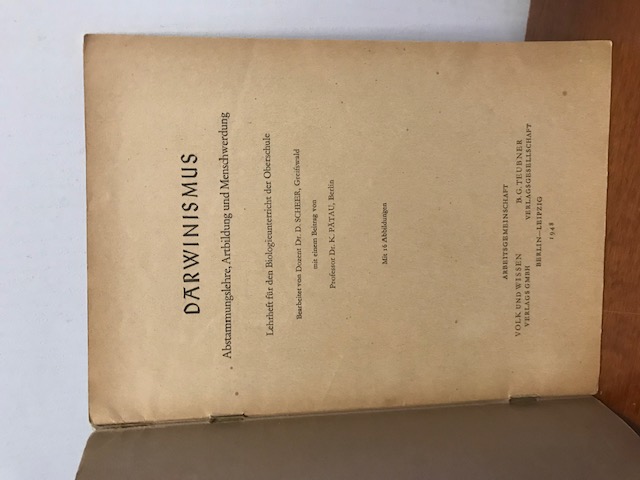 DARWINISMUS
Abstammungslehre, Artbildung und Menschwerdung
Lehrheft für den Biologieunterricht der Oberschule
Bearbeitet von Dozent Dr. D. SCHEER, Greifswald
mit einem Beitrag von
Professor Dr. K. PÄTAU, Berlin
Mit 16 Abbildungen
ARBEITSGEMEINSCHAFT
VOLK UND WISSEN B. G. TEUBNER
VERLAGS GMBH VERLAGSGESELLSCHAFT
BERLIN—LEIPZIG
1948